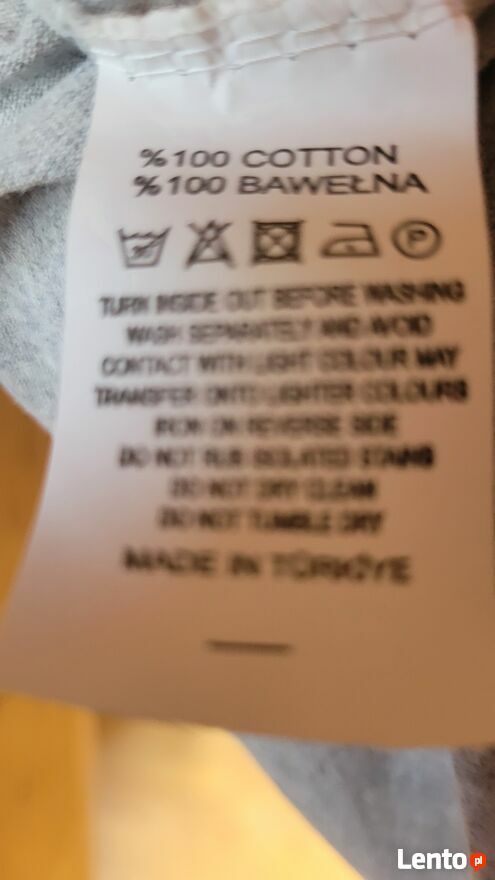 %100 COTTON
%100 BAWEŁNA
P
TURN INSIDE OUT BEFORE WASHING
WASH SEPARATELY AND AVOID
CONTACT WITH LIGHT COLOUR MAY
TRANSFER ONTO LIGHTER COLOURS
IRON ON REVERSE SIDE
DO NOT RUB ISOLATED STAINS
DO NOT DRY CLEAN
DO NOT TUMBLE DRY
MADE IN TÜRKİYE
Lento.pl